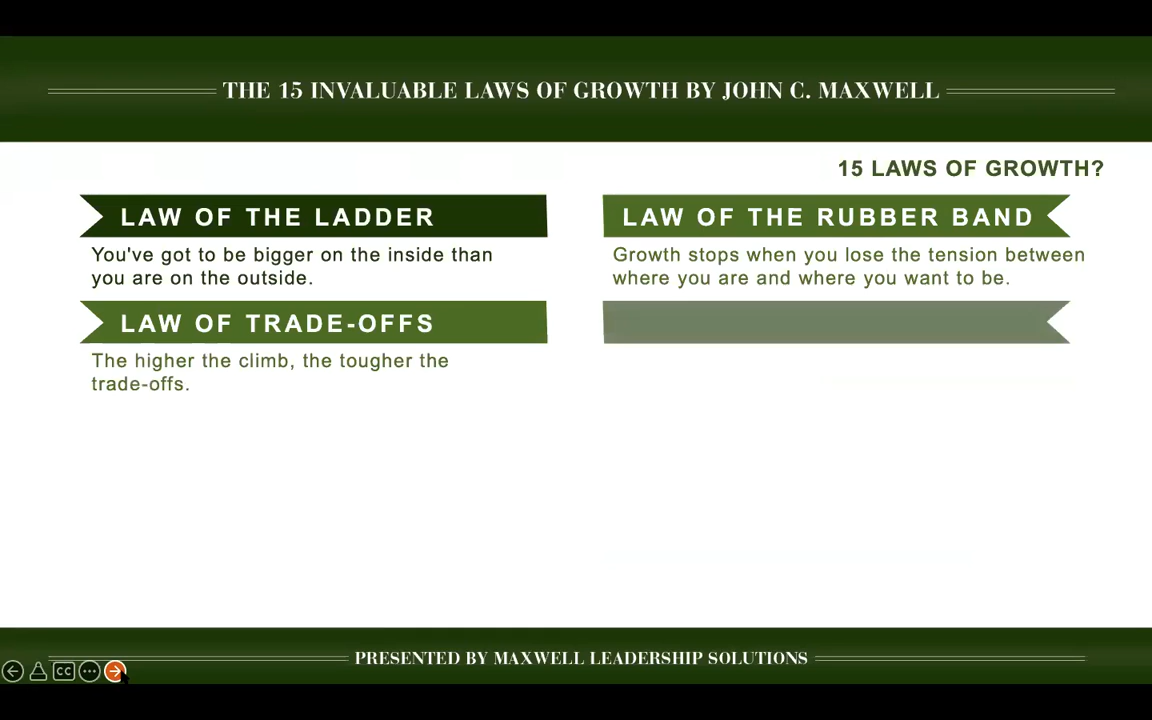 THE 15 INVALUABLE LAWS OF GROWTH BY JOHN C. MAXWELL
15 LAWS OF GROWTH?
LAW OF THE LADDER
You've got to be bigger on the inside than
you are on the outside.
LAW OF THE RUBBER BAND
Growth stops when you lose the tension between
where you are and where you want to be.
LAW OF TRADE-OFFS
The higher the climb, the tougher the
trade-offs.
PRESENTED BY MAXWELL LEADERSHIP SOLUTIONS
CC